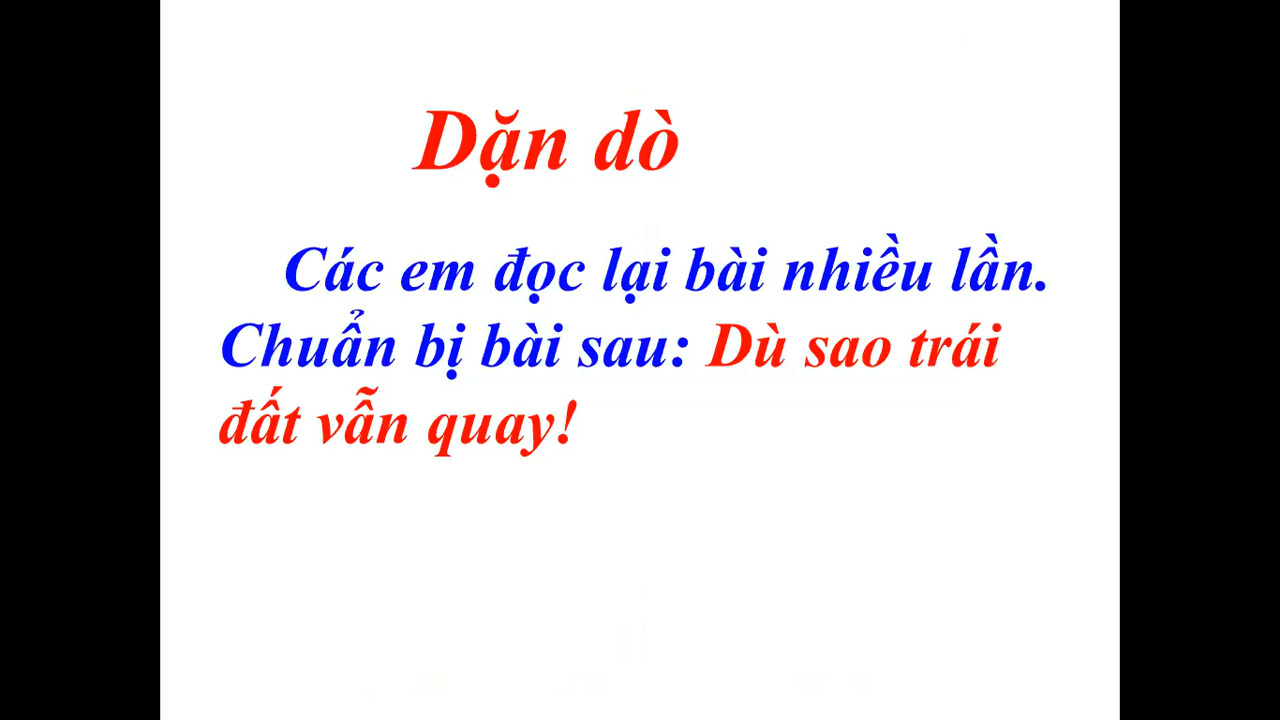 Dặn dò
Các em đọc lại bài nhiều lần.
Chuẩn bị bài sau: Dù sao trái
đất vẫn quay!